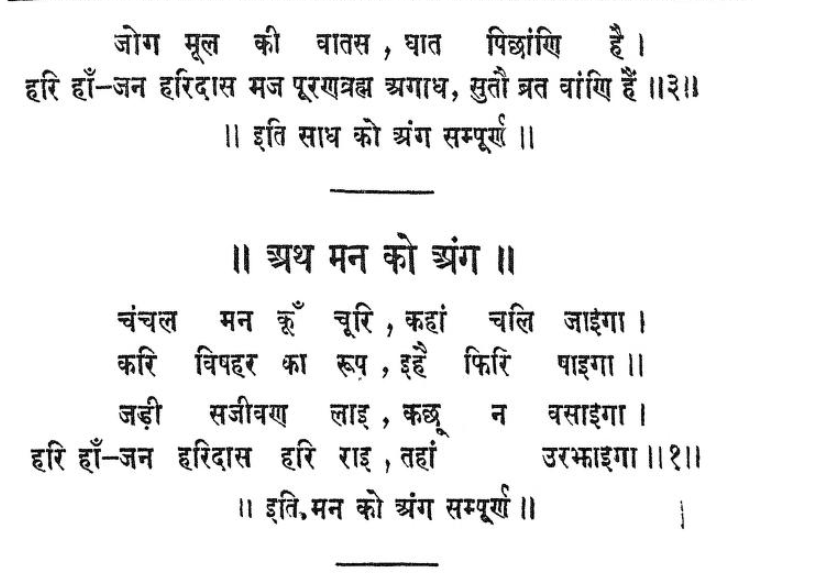 जोग मूल की वातस , घात पिछांणि है ।
हरि हाँ–जन हरिदास मज पूरणब्रह्म अगाध, सुतौ व्रत वांणि हैं ॥३॥
॥ इति साध को अंग सम्पूर्ण ॥
॥ अथ मन को अंग ॥
चंचल मन कूँ चूरि , कहां चलि जाइगा ।
करि विषहर का रूप , इहै फिरि षाइगा ॥
जड़ी सजीवण लाइ , कछू न वसाइगा ।
हरि हाँ–जन हरिदास हरि राइ , तहां उरझाइगा ॥१॥
॥ इति मन को अंग सम्पूर्ण ॥